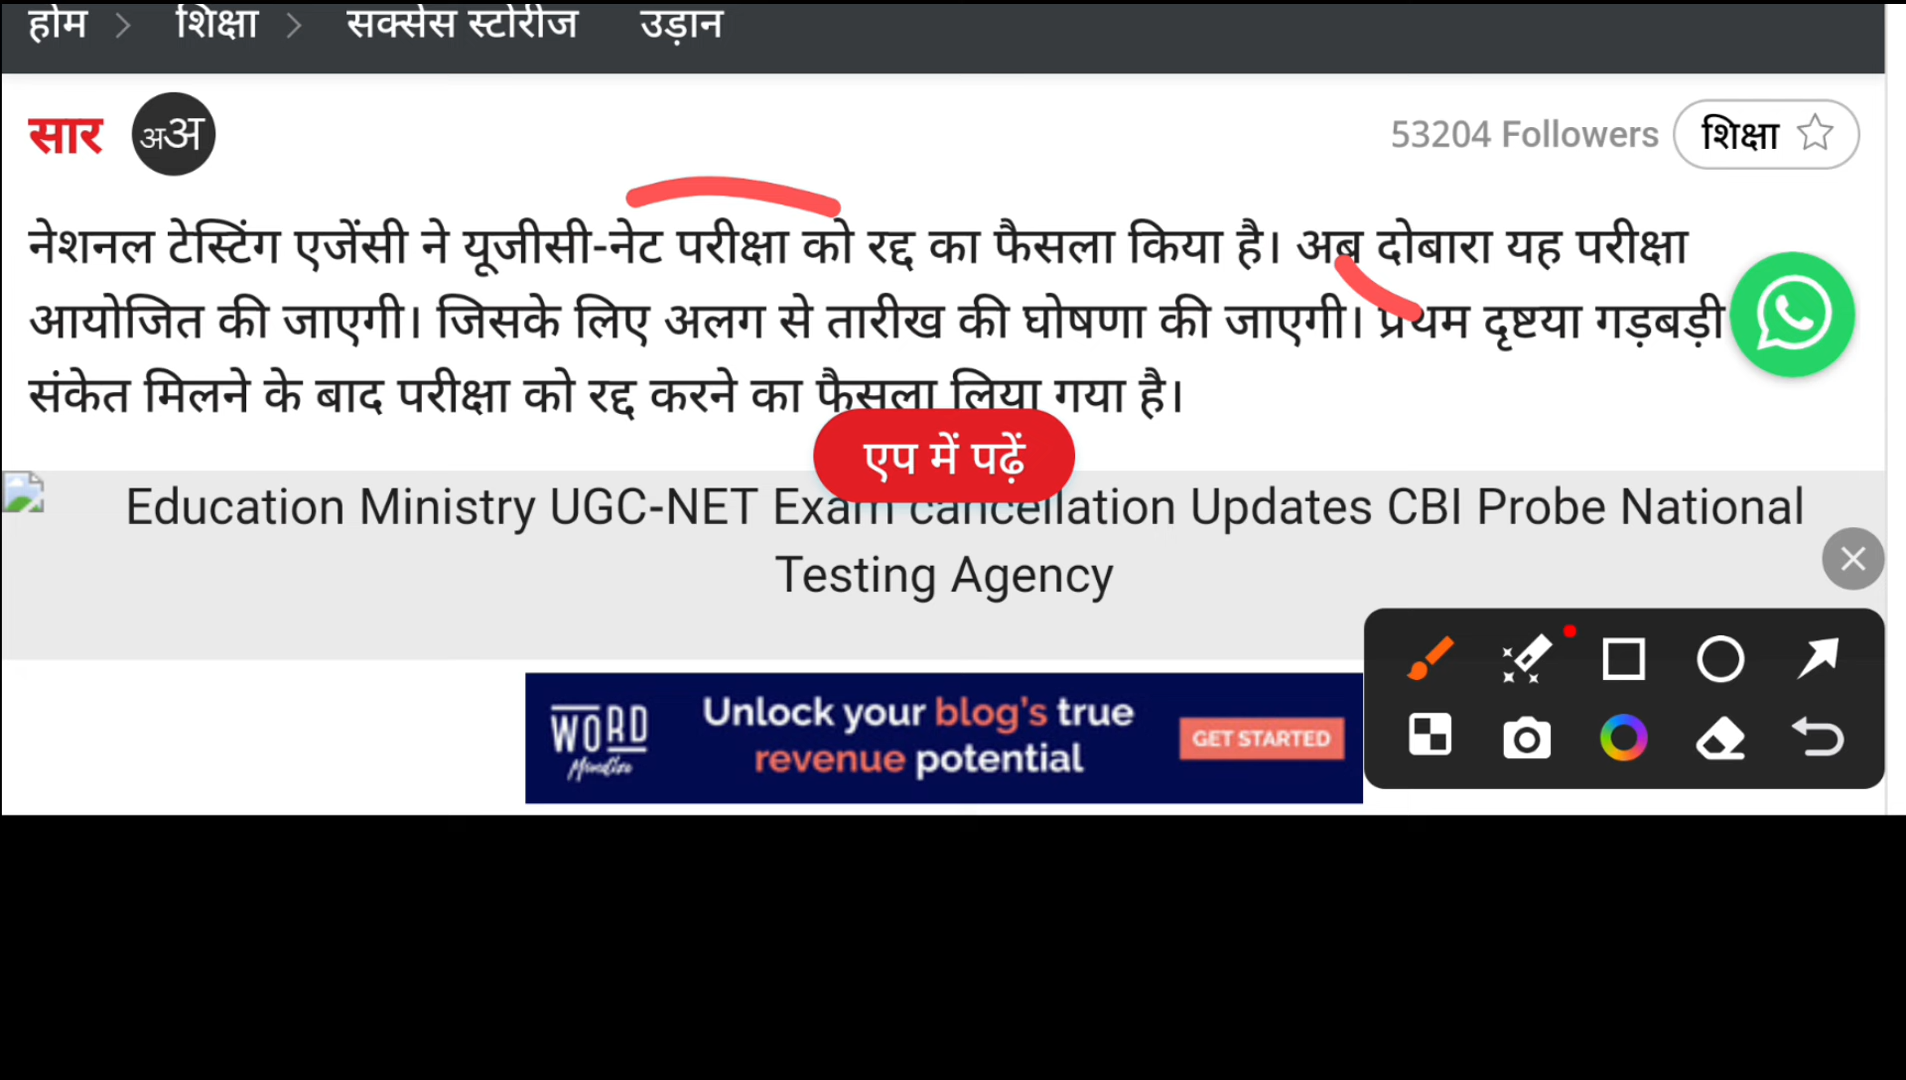 होम > शिक्षा > सक्सेस स्टोरीज उड़ान
सार अअ 53204 Followers शिक्षा
नेशनल टेस्टिंग एजेंसी ने यूजीसी-नेट परीक्षा को रद्द का फैसला किया है। अब दोबारा यह परीक्षा
आयोजित की जाएगी। जिसके लिए अलग से तारीख की घोषणा की जाएगी। प्रथम दृष्टया गड़बड़ी
संकेत मिलने के बाद परीक्षा को रद्द करने का फैसला लिया गया है।
एप में पढ़ें
Education Ministry UGC-NET Exam cancellation Updates CBI Probe National
Testing Agency
WORD
Monetize
Unlock your blog's true
revenue potential
GET STARTED